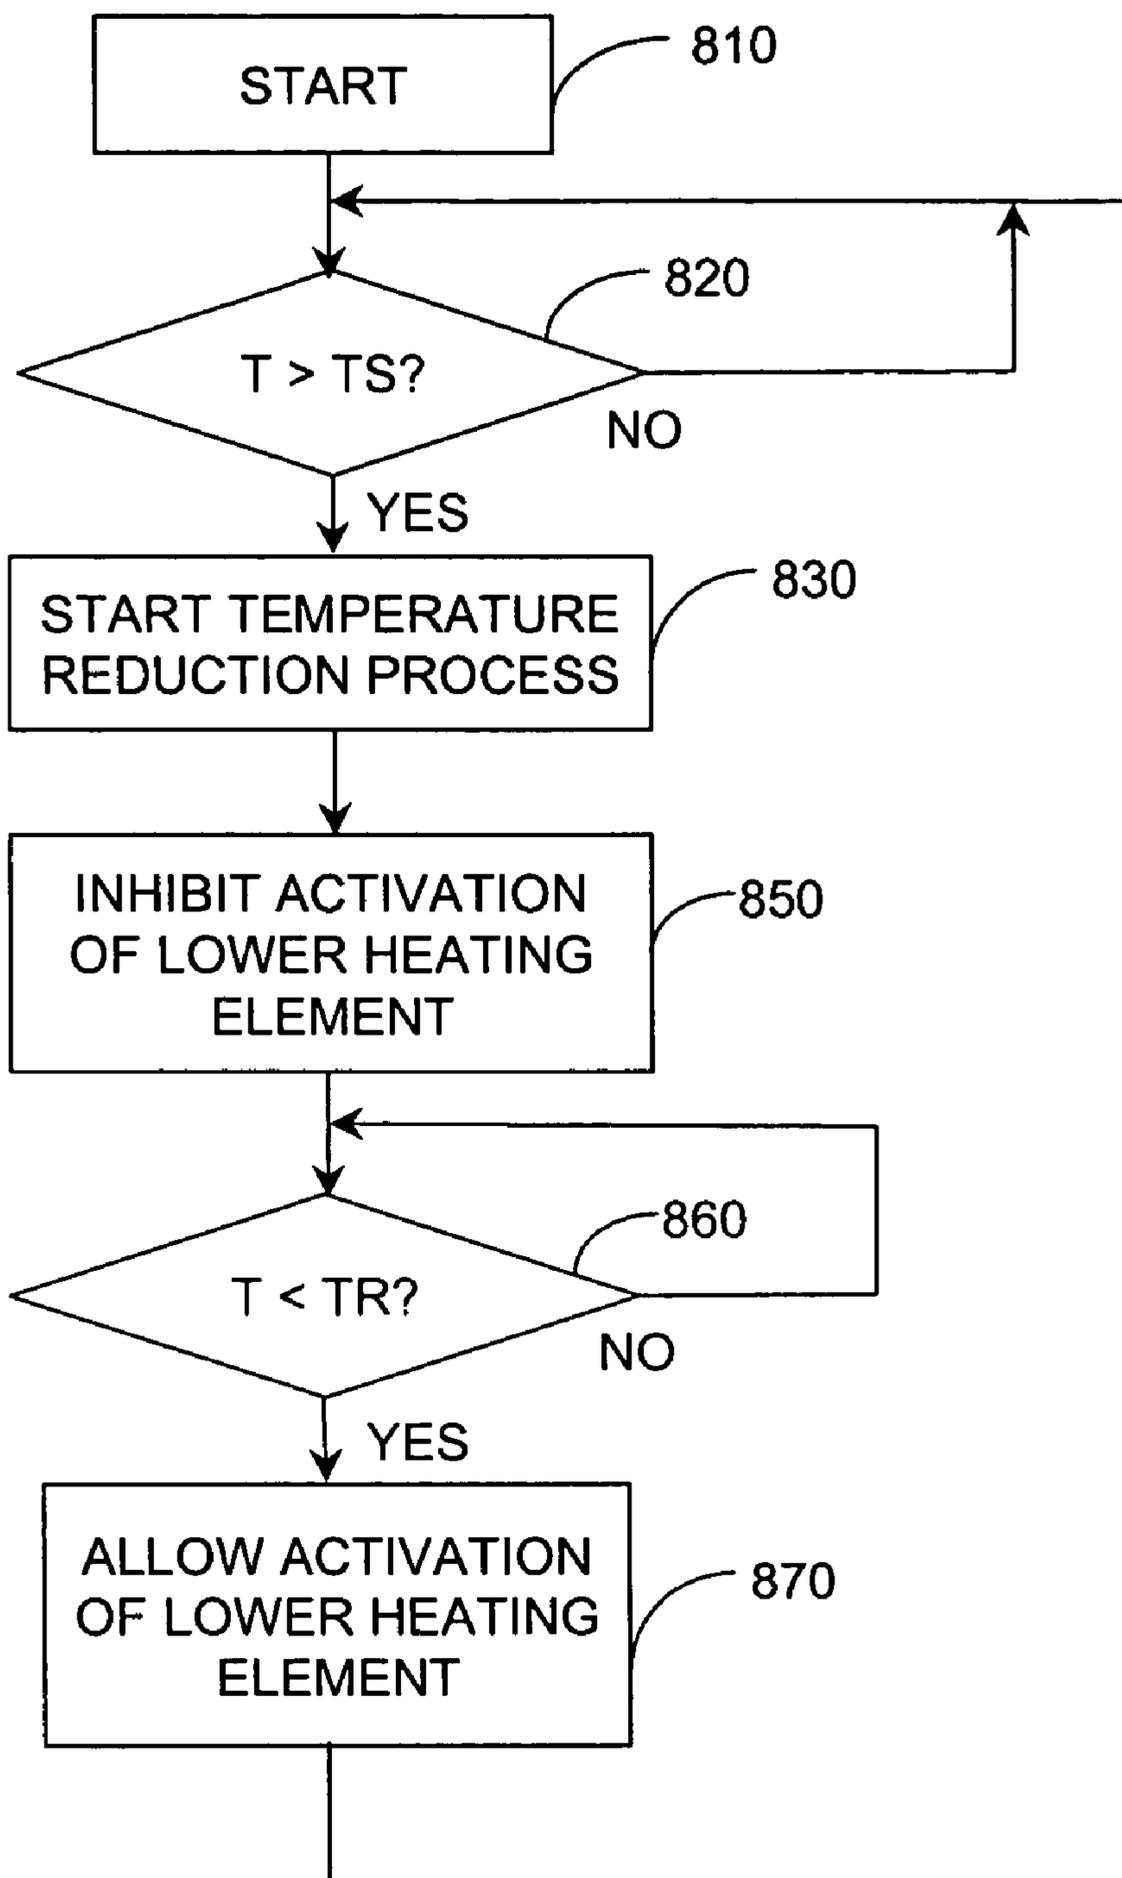 START
810
820
T > TS?
NO
YES
830
START TEMPERATURE
REDUCTION PROCESS
INHIBIT ACTIVATION
OF LOWER HEATING
ELEMENT
850
860
T < TR?
NO
YES
ALLOW ACTIVATION
OF LOWER HEATING
ELEMENT
870